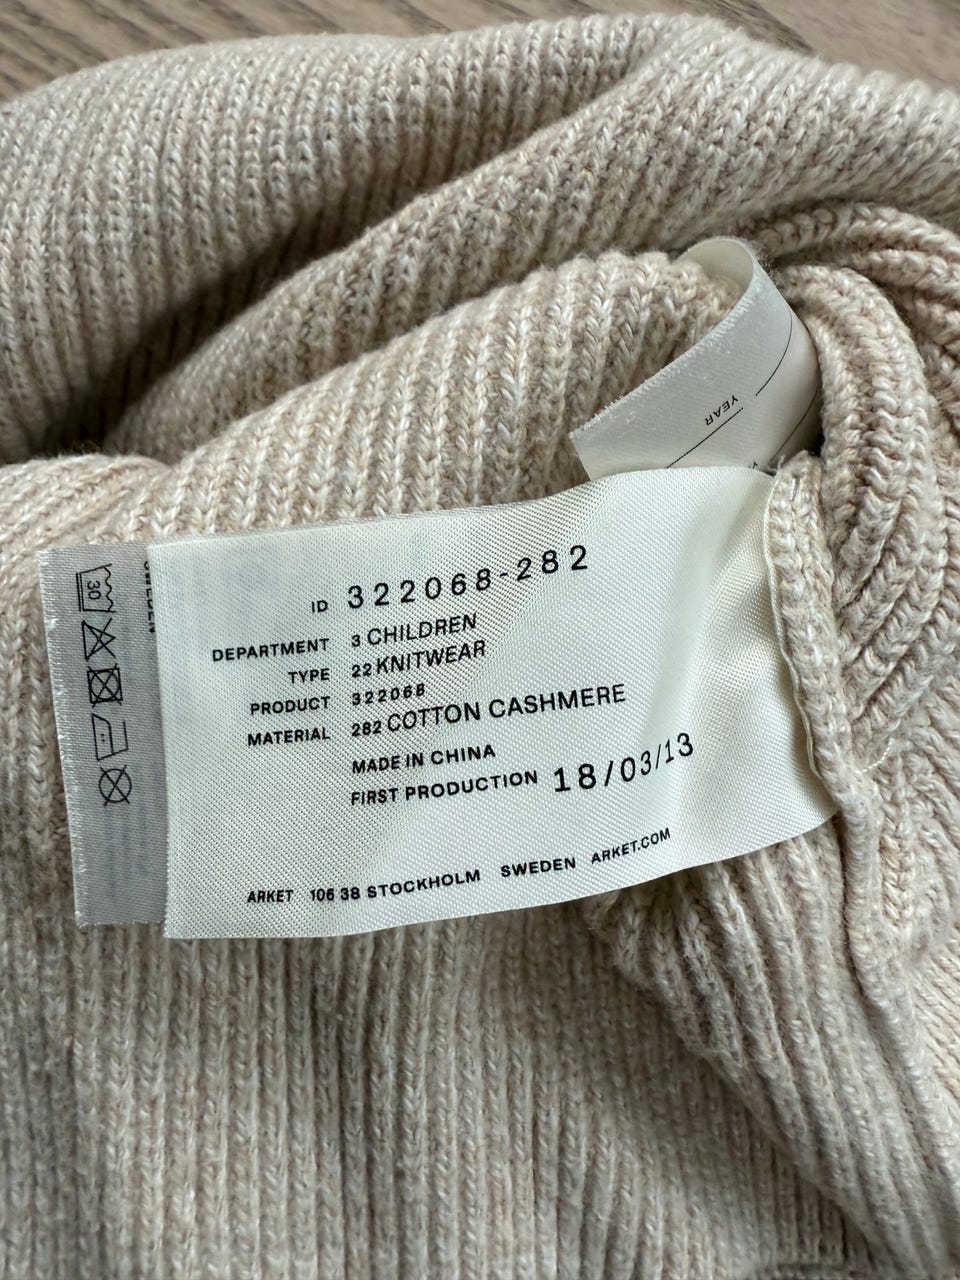 YEAR
ID 322068-282
DEPARTMENT 3 CHILDREN
TYPE 22 KNITWEAR
PRODUCT 322068
MATERIAL 282 COTTON CASHMERE
MADE IN CHINA
FIRST PRODUCTION 18/03/13
ARKET 106 38 STOCKHOLM SWEDEN ARKET.COM
30